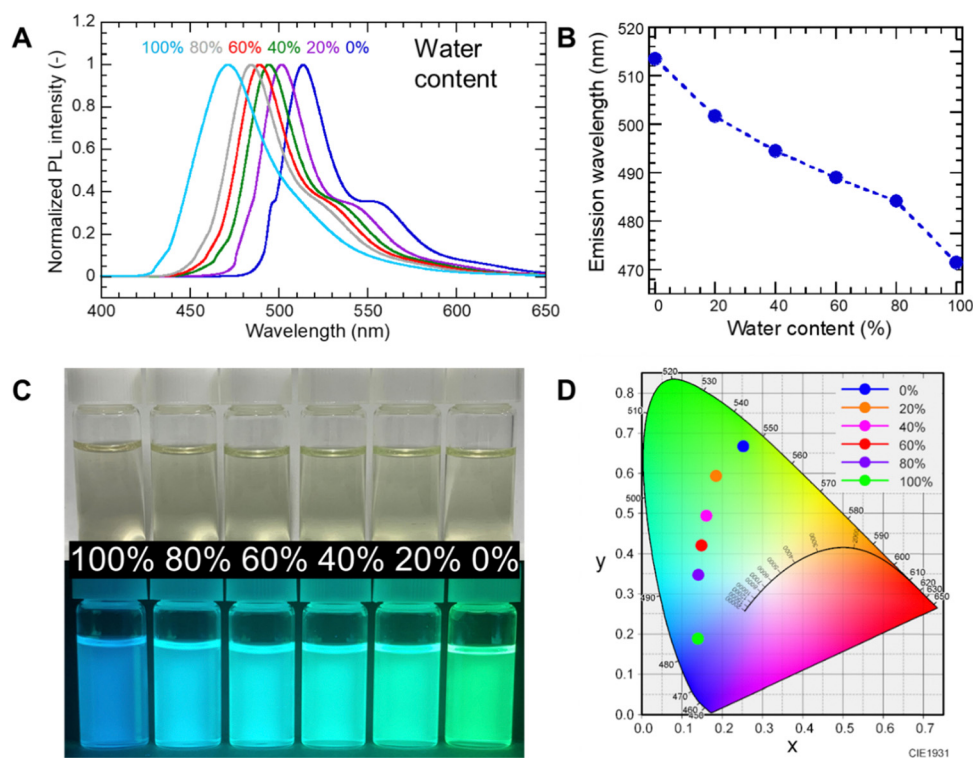 A
1.2
1
0.8
0.6
0.4
0.2
0
100% 80% 60% 40% 20% 0%
Water
content
Normalized PL intensity (-)
400 450 500 550 600 650
Wavelength (nm)
B
520
510
500
490
480
470
Emission wavelength (nm)
0 20 40 60 80 100
Water content (%)
C
100% 80% 60% 40% 20% 0%
D
0.8
0.7
0.6
0.5
0.4
0.3
0.2
0.1
0.0
y
520
530
540
550
560
570
580
590
600
610
620
650
510
500
490
480
470
460
450
0%
20%
40%
60%
80%
100%
0.0 0.1 0.2 0.3 0.4 0.5 0.6 0.7
x
CIE1931